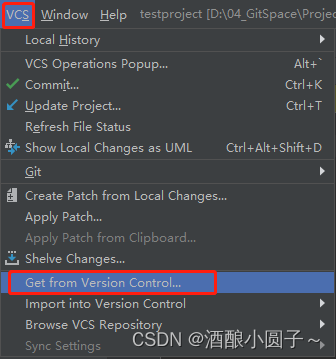 VCS Window Help testproject [D:\04_GitSpace\Proje
Local History
VCS Operations Popup... Alt+`
Commit... Ctrl+K
Update Project... Ctrl+T
Refresh File Status
Show Local Changes as UML Ctrl+Alt+Shift+D
Git
Create Patch from Local Changes...
Apply Patch...
Apply Patch from Clipboard...
Shelve Changes...
Get from Version Control...
Import into Version Control
Browse VCS Repository
Sync Settings
CSDN @酒酿小圆子~